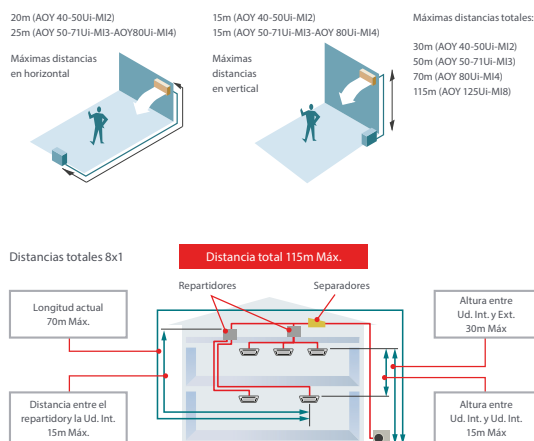 20m (AOY 40-50Ui-MI2)
25m (AOY 50-71Ui-MI3-AOY80Ui-MI4)
Máximas distancias
en horizontal
15m (AOY 40-50Ui-MI2)
15m (AOY 50-71Ui-MI3-AOY 80Ui-MI4)
Máximas
distancias
en vertical
Máximas distancias totales:
30m (AOY 40-50Ui-MI2)
50m (AOY 50-71Ui-MI3)
70m (AOY 80Ui-MI4)
115m (AOY 125Ui-MI8)
Distancias totales 8x1
Distancia total 115m Máx.
Repartidores
Separadores
Longitud actual
70m Máx.
Altura entre
Ud. Int. y Ext.
30m Máx
Distancia entre el
repartidory la Ud. Int.
15m Máx.
Altura entre
Ud. Int. y Ud. Int.
15m Máx